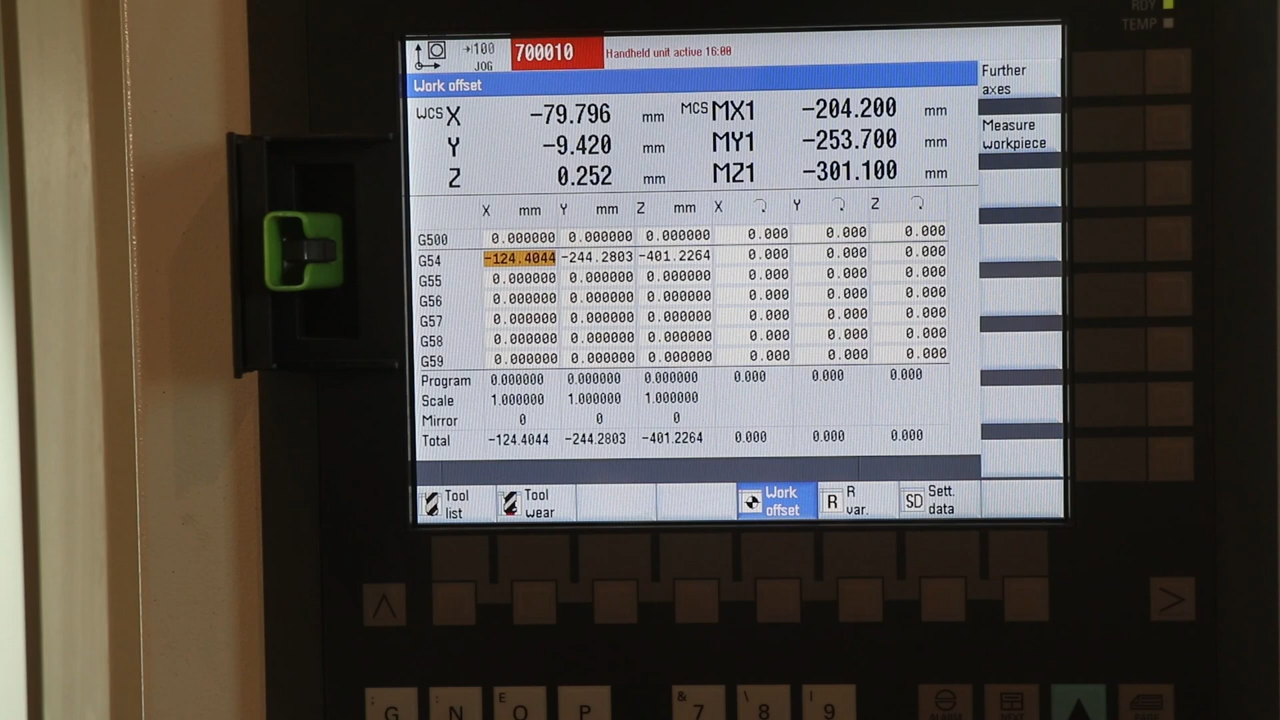 RDY
TEMP
→100 700010 Handheld unit active 16:00
JOG
Work offset
Further
axes
WCS X -79.796 mm MCS MX1 -204.200 mm
Measure
workpiece
Y -9.420 mm MY1 -253.700 mm
Z 0.252 mm MZ1 -301.100 mm
X mm Y mm Z mm X Y Z
G500 0.000000 0.000000 0.000000 0.000 0.000 0.000
G54 -124.4044 -244.2803 -401.2264 0.000 0.000 0.000
G55 0.000000 0.000000 0.000000 0.000 0.000 0.000
G56 0.000000 0.000000 0.000000 0.000 0.000 0.000
G57 0.000000 0.000000 0.000000 0.000 0.000 0.000
G58 0.000000 0.000000 0.000000 0.000 0.000 0.000
G59 0.000000 0.000000 0.000000 0.000 0.000 0.000
Program 0.000000 0.000000 0.000000 0.000 0.000 0.000
Scale 1.000000 1.000000 1.000000
Mirror 0 0 0
Total -124.4044 -244.2803 -401.2264 0.000 0.000 0.000
Tool
list
Tool
wear
Work
offset
R
R
var.
SD
Sett.
data
: G
; N
E O
P
& 7
\ 8
| 9